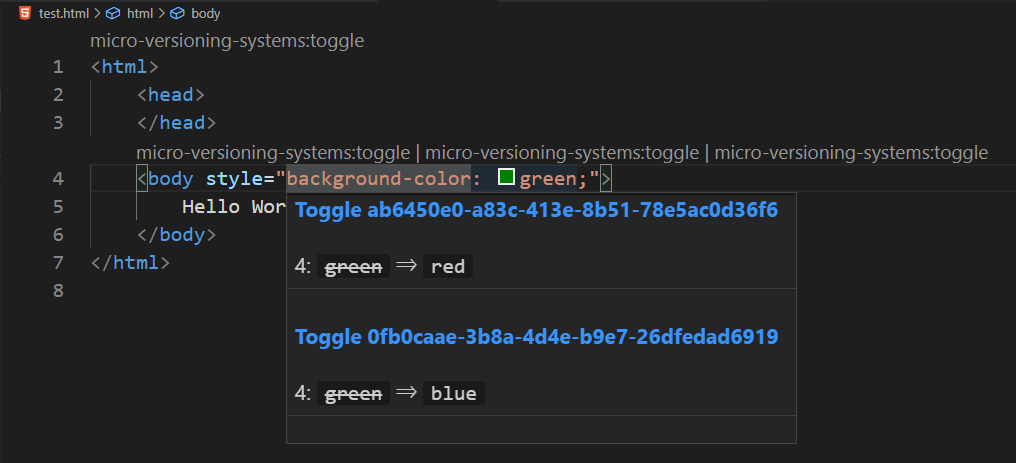 test.html > html > body
micro-versioning-systems:toggle
1 <html>
2 <head>
3 </head>
micro-versioning-systems:toggle | micro-versioning-systems:toggle | micro-versioning-systems:toggle
4 <body style="background-color: green;">
5 Hello Wor
6 </body>
7 </html>
8
Toggle ab6450e0-a83c-413e-8b51-78e5ac0d36f6
4: green ⇒ red
Toggle 0fb0caae-3b8a-4d4e-b9e7-26dfedad6919
4: green ⇒ blue